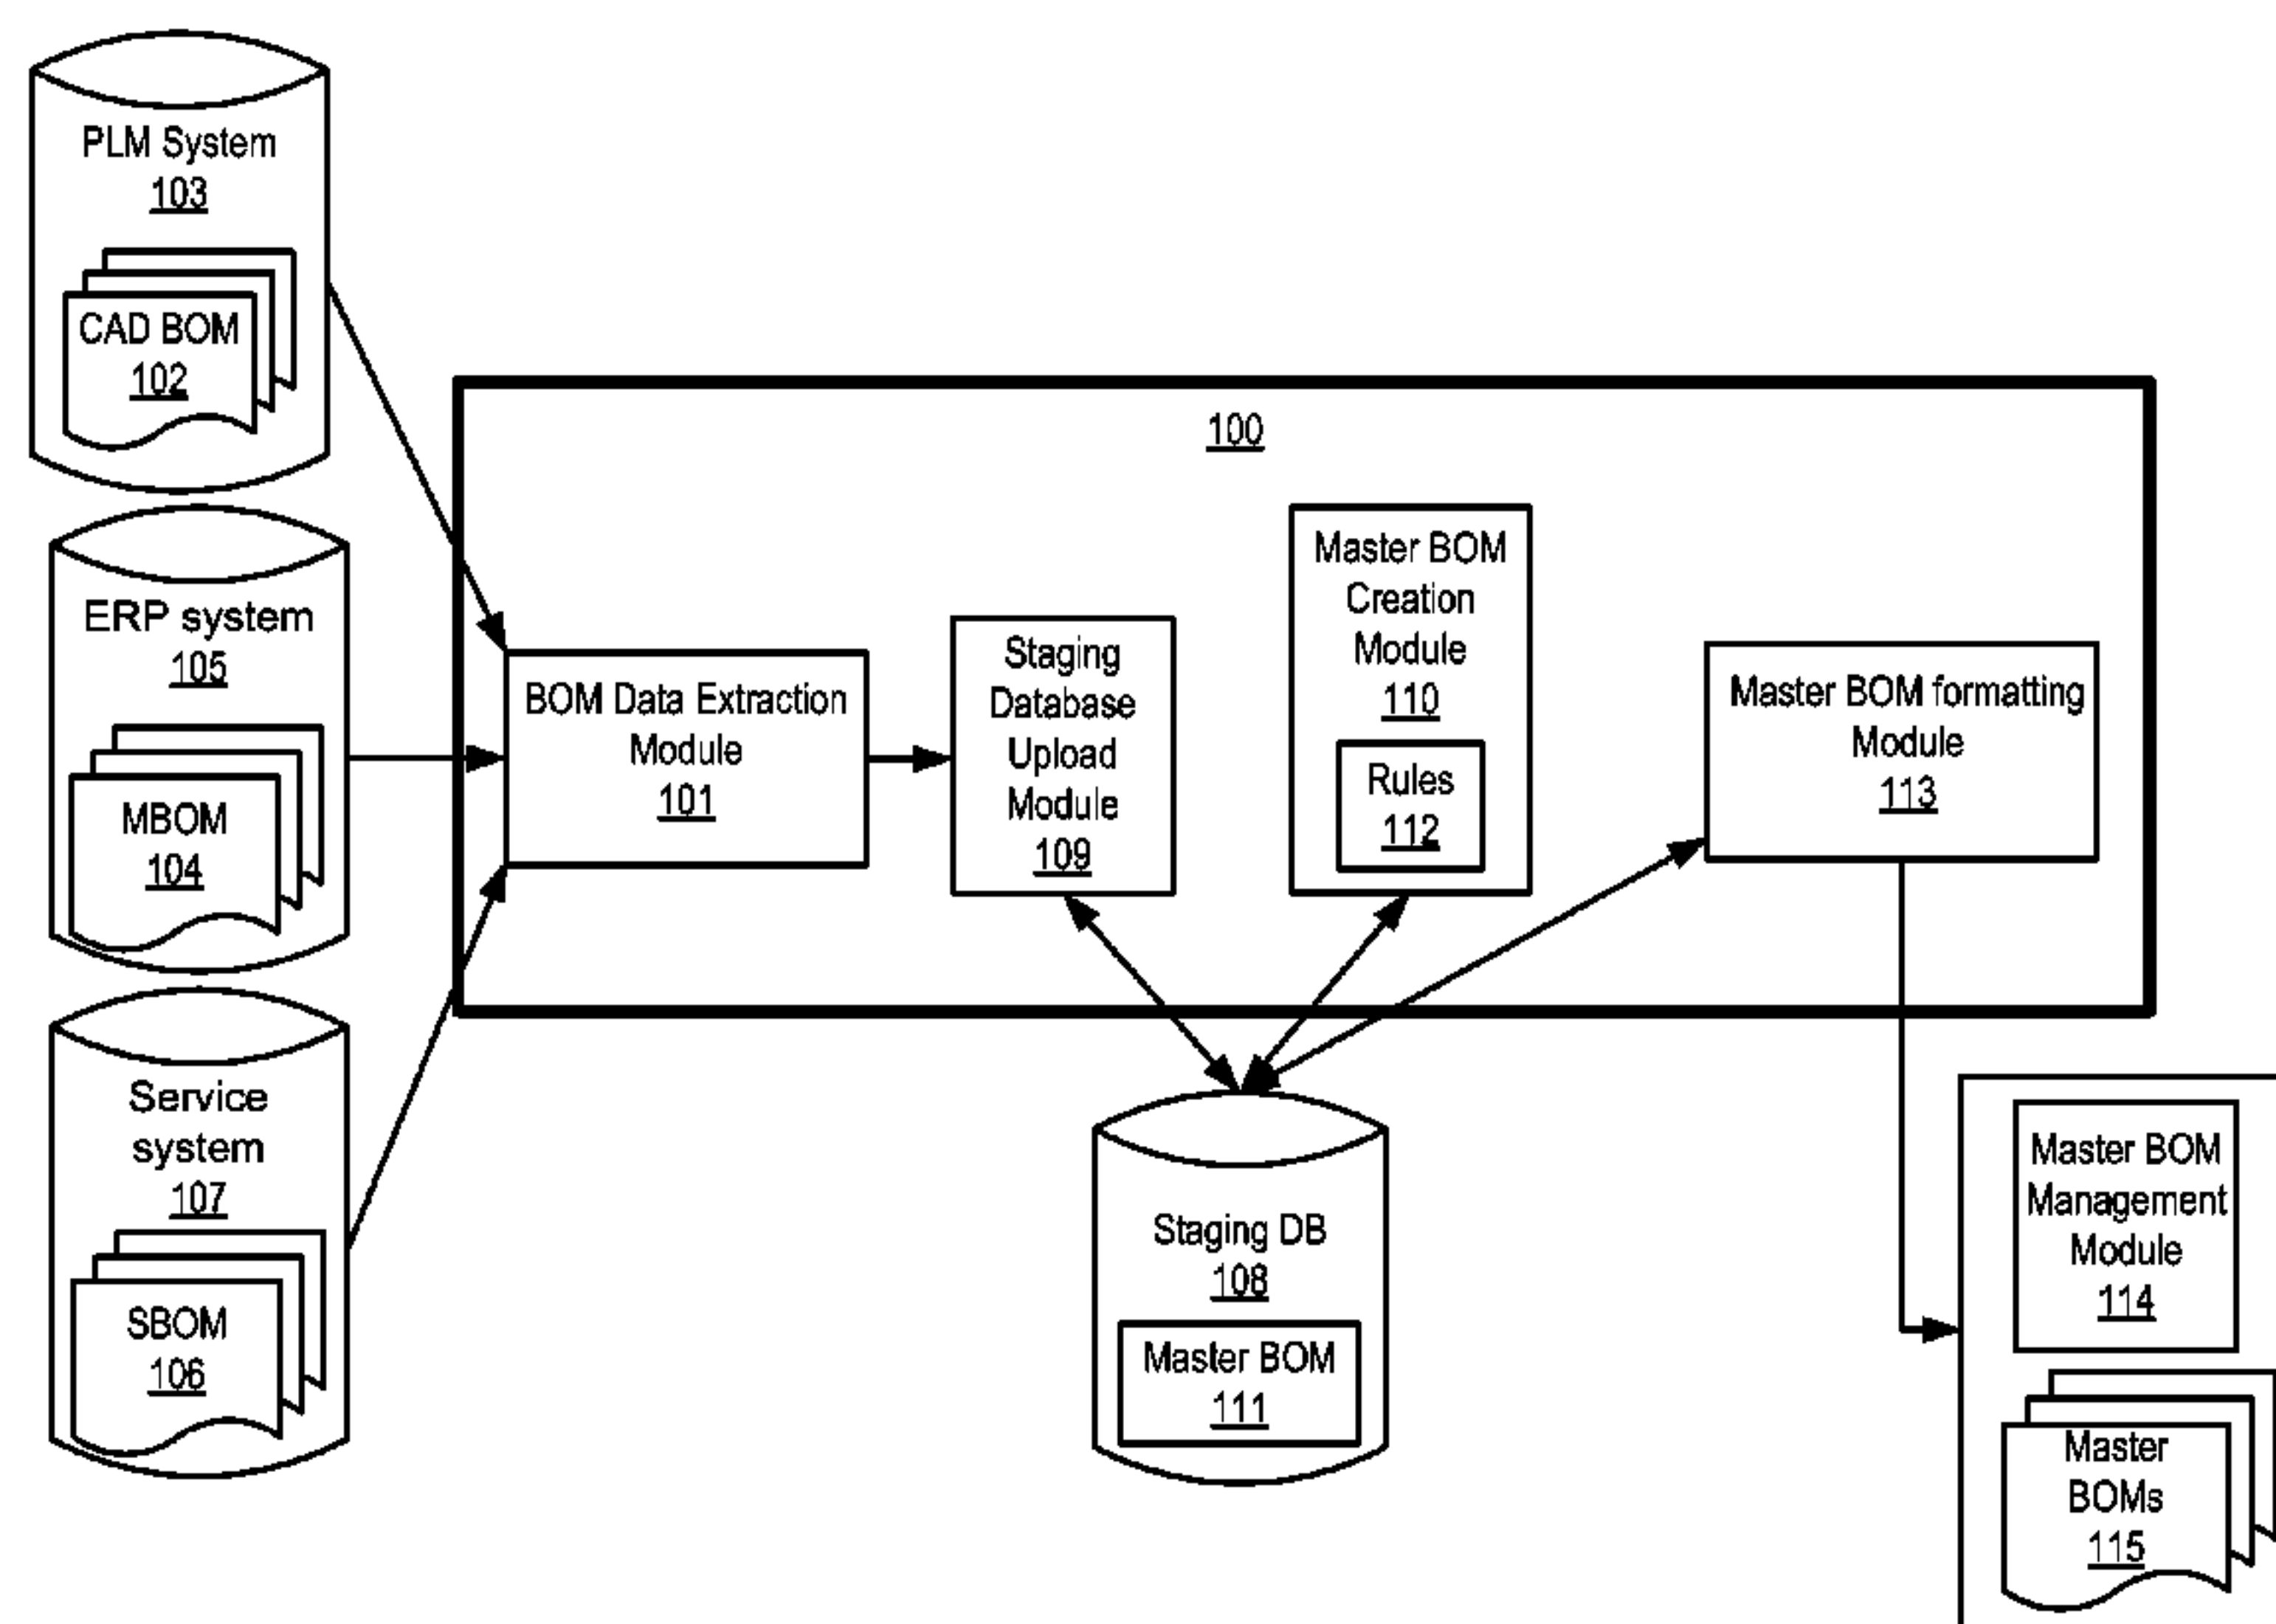 PLM System
103
CAD BOM
102
ERP system
105
MBOM
104
Service
system
107
SBOM
106
100
BOM Data Extraction
Module
101
Staging
Database
Upload
Module
109
Master BOM
Creation
Module
110
Rules
112
Master BOM formatting
Module
113
Staging DB
108
Master BOM
111
Master BOM
Management
Module
114
Master
BOMs
115